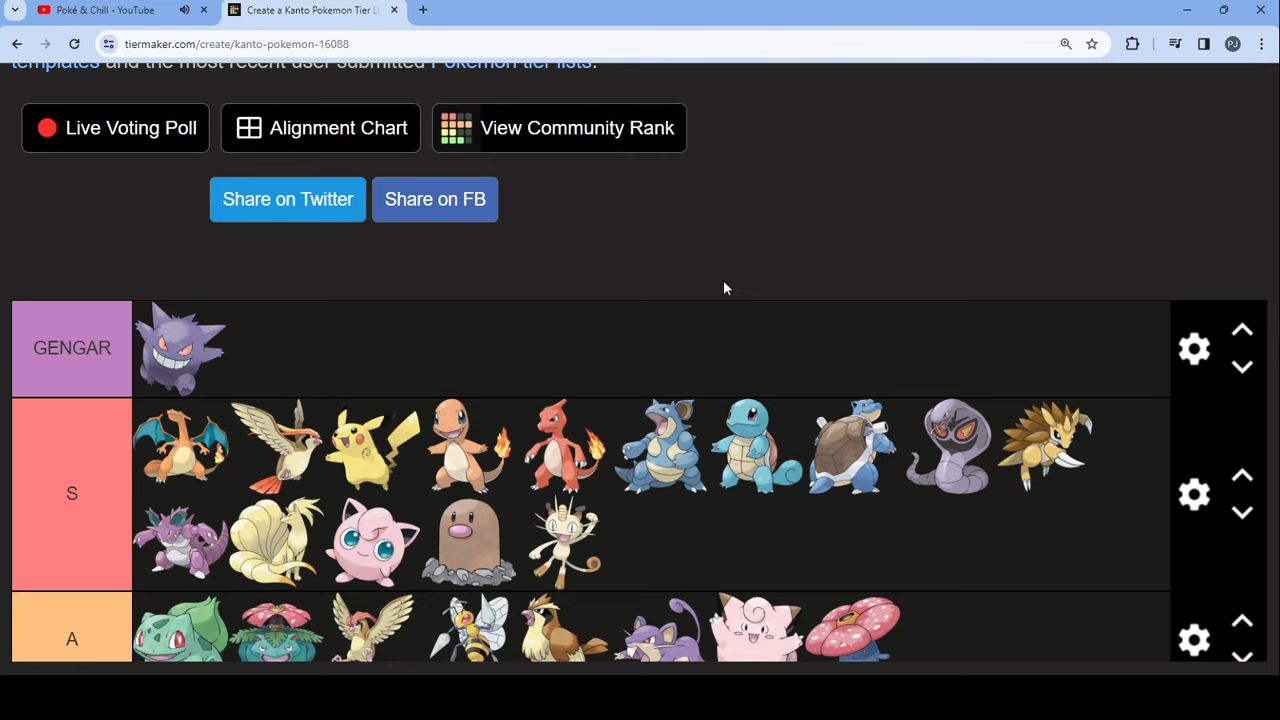 Poké & Chill - YouTube
Create a Kanto Pokemon Tier Li
tiermaker.com/create/kanto-pokemon-16088
PJ
templates and the most recent user submitted Pokemon tier lists.
Live Voting Poll
Alignment Chart
View Community Rank
Share on Twitter
Share on FB
GENGAR
S
A